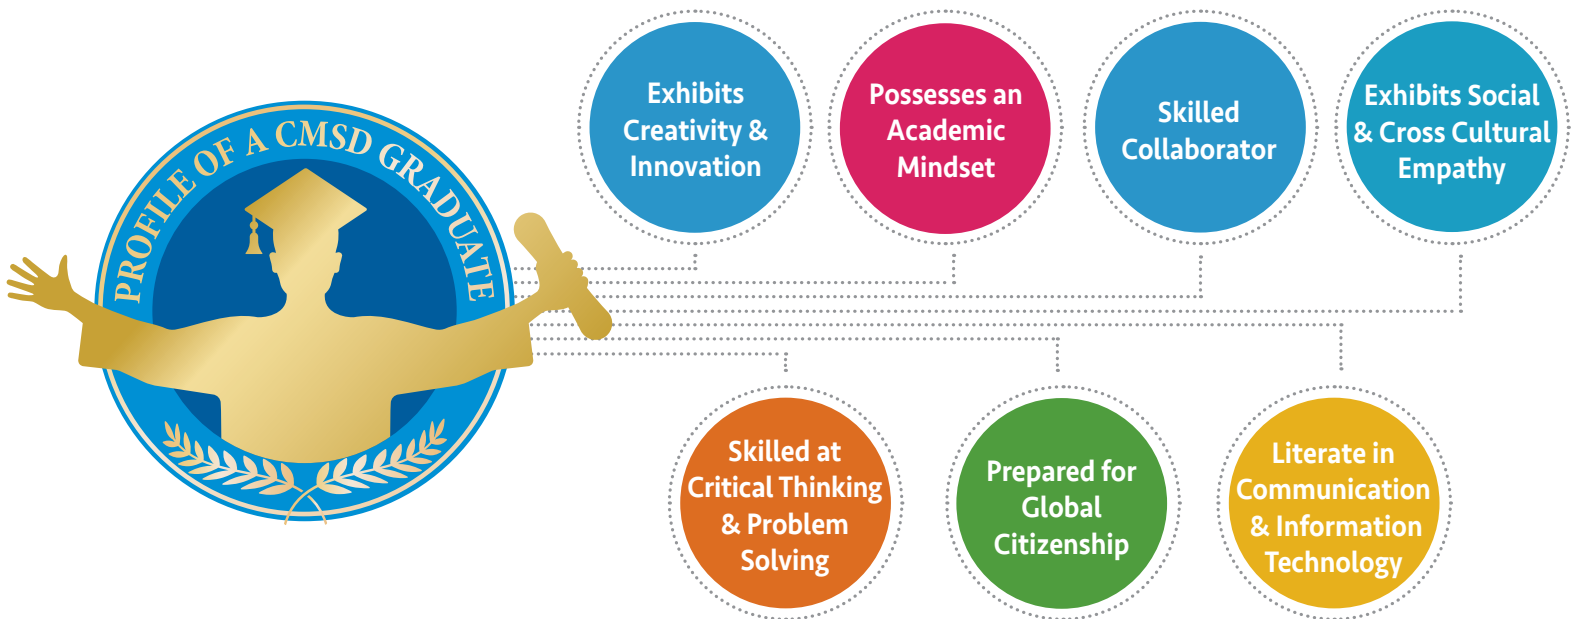 PROFILE OF A CMSD GRADUATE
Exhibits
Creativity &
Innovation
Possesses an
Academic
Mindset
Skilled
Collaborator
Exhibits Social
& Cross Cultural
Empathy
Skilled at
Critical Thinking
& Problem
Solving
Prepared for
Global
Citizenship
Literate in
Communication
& Information
Technology